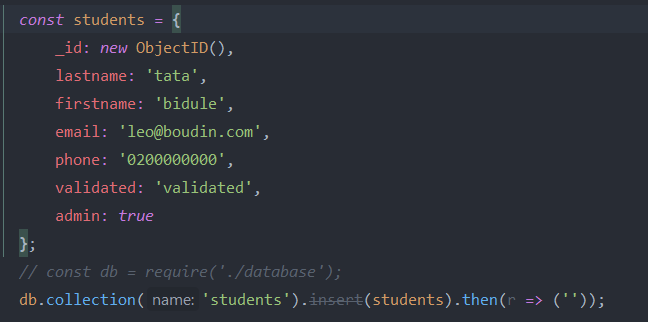 const students = {
    _id: new ObjectID(),
    lastname: 'tata',
    firstname: 'bidule',
    email: 'leo@boudin.com',
    phone: '0200000000',
    validated: 'validated',
    admin: true
};
// const db = require('./database');
db.collection( name: 'students').insert(students).then(r => (''));